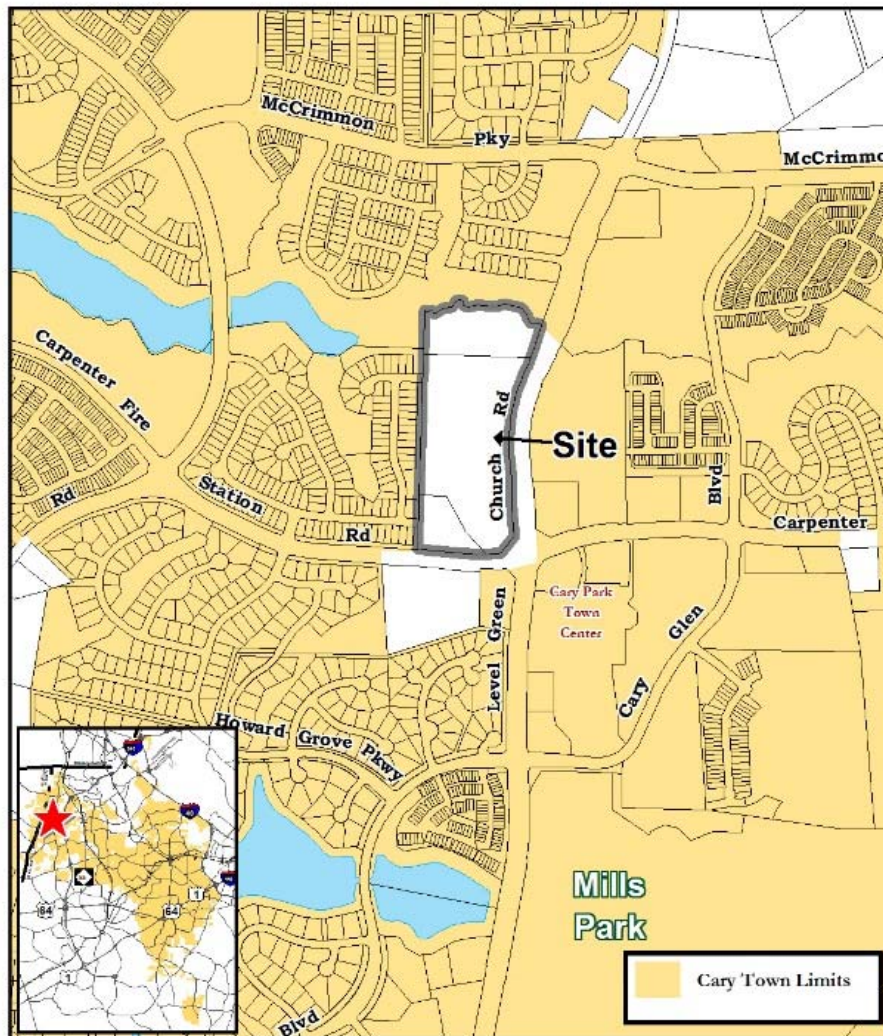 McCrimmon
Pky
McCrimmo
Carpenter
Fire
Station
Rd
Rd
Church
Rd
Site
Blvd
Carpenter
Level Green
Cary Park
Town
Center
Cary
Glen
Howard
Grove
Pkwy
Mills
Park
Blvd
40
1
64
64
1
Cary Town Limits